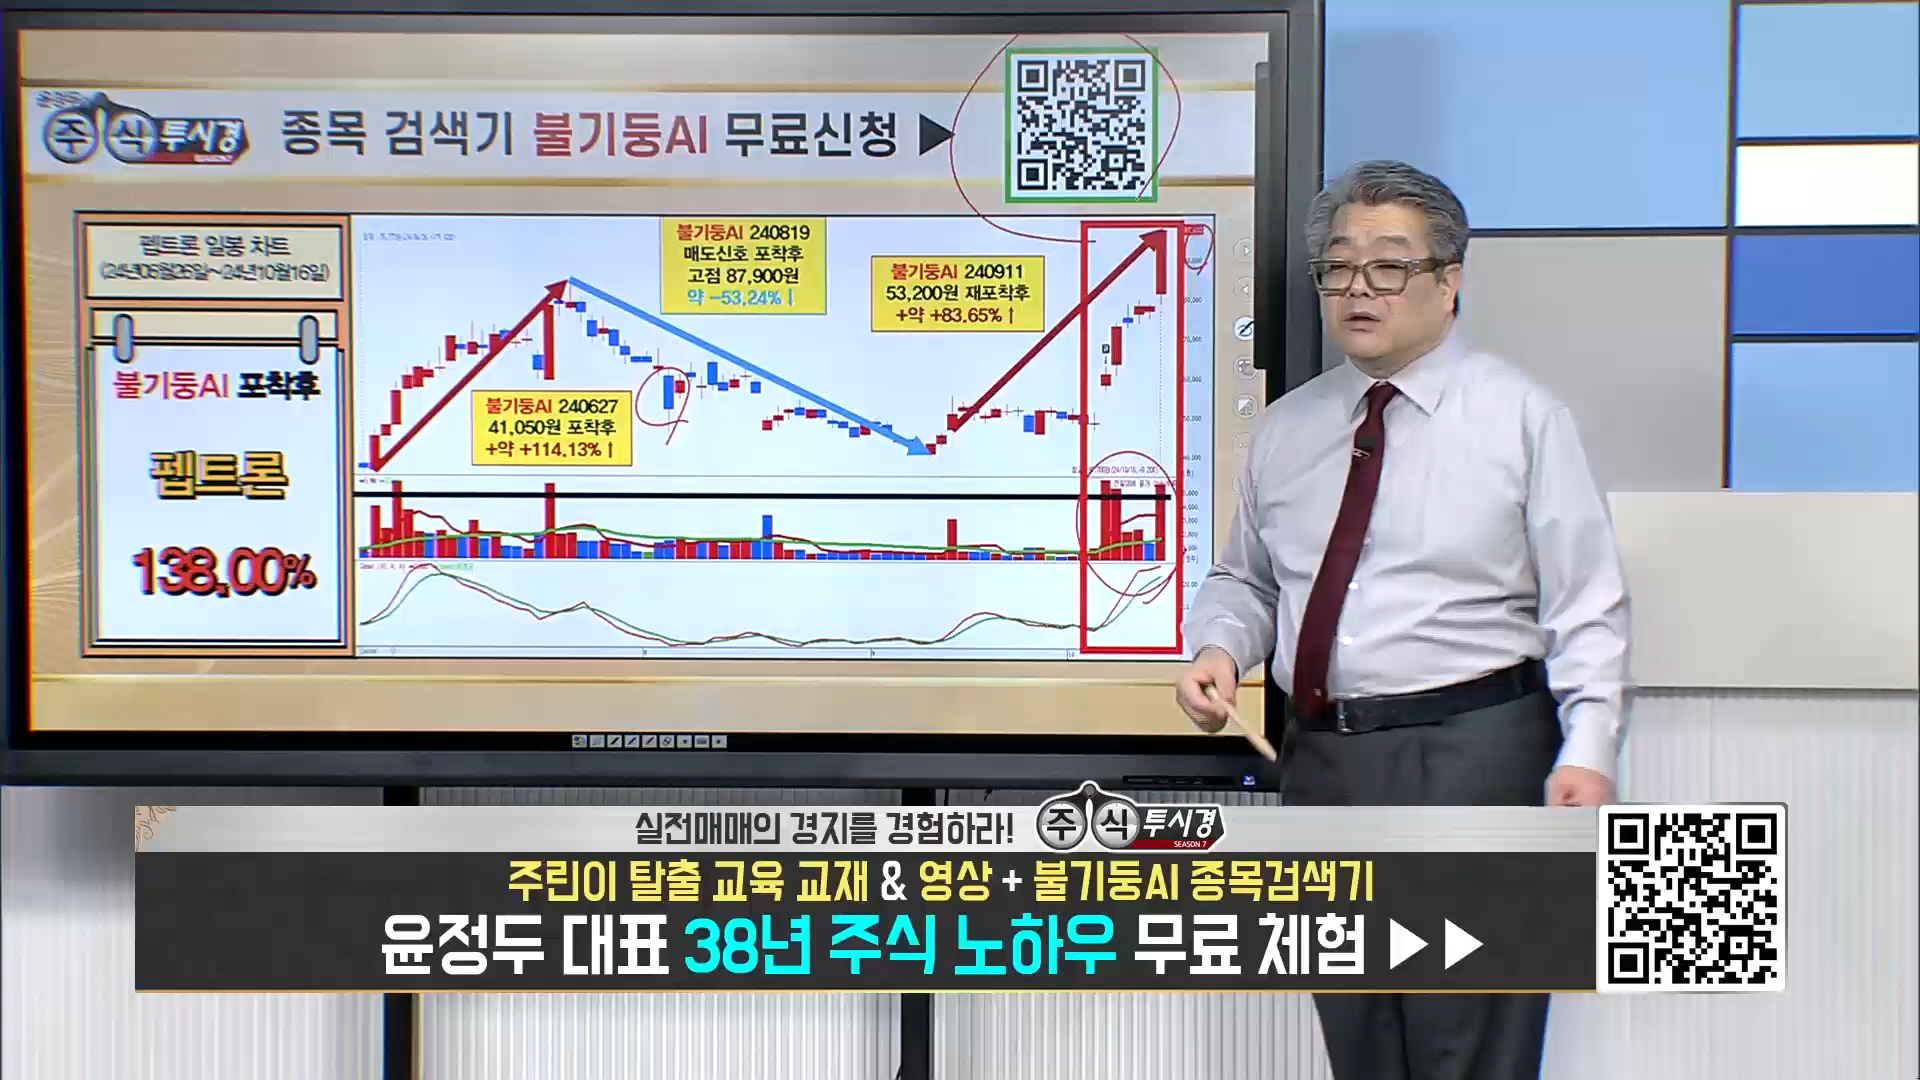 주식투시경
종목 검색기 불기둥AI 무료신청 ▶
펩트론 일봉 차트
(24년06월26일~24년10월16일)
불기둥AI 포착후
펩트론
138.00%
불기둥AI 240627
41,050원 포착후
+약 +114.13%↑
불기둥AI 240819
매도신호 포착후
고점 87,900원
약 -53.24%↓
불기둥AI 240911
53,200원 재포착후
+약 +83.65%↑
실전매매의 경지를 경험하라! 주식투시경
SEASON 7
주린이 탈출 교육 교재 & 영상 + 불기둥AI 종목검색기
윤정두 대표 38년 주식 노하우 무료 체험 ▶▶